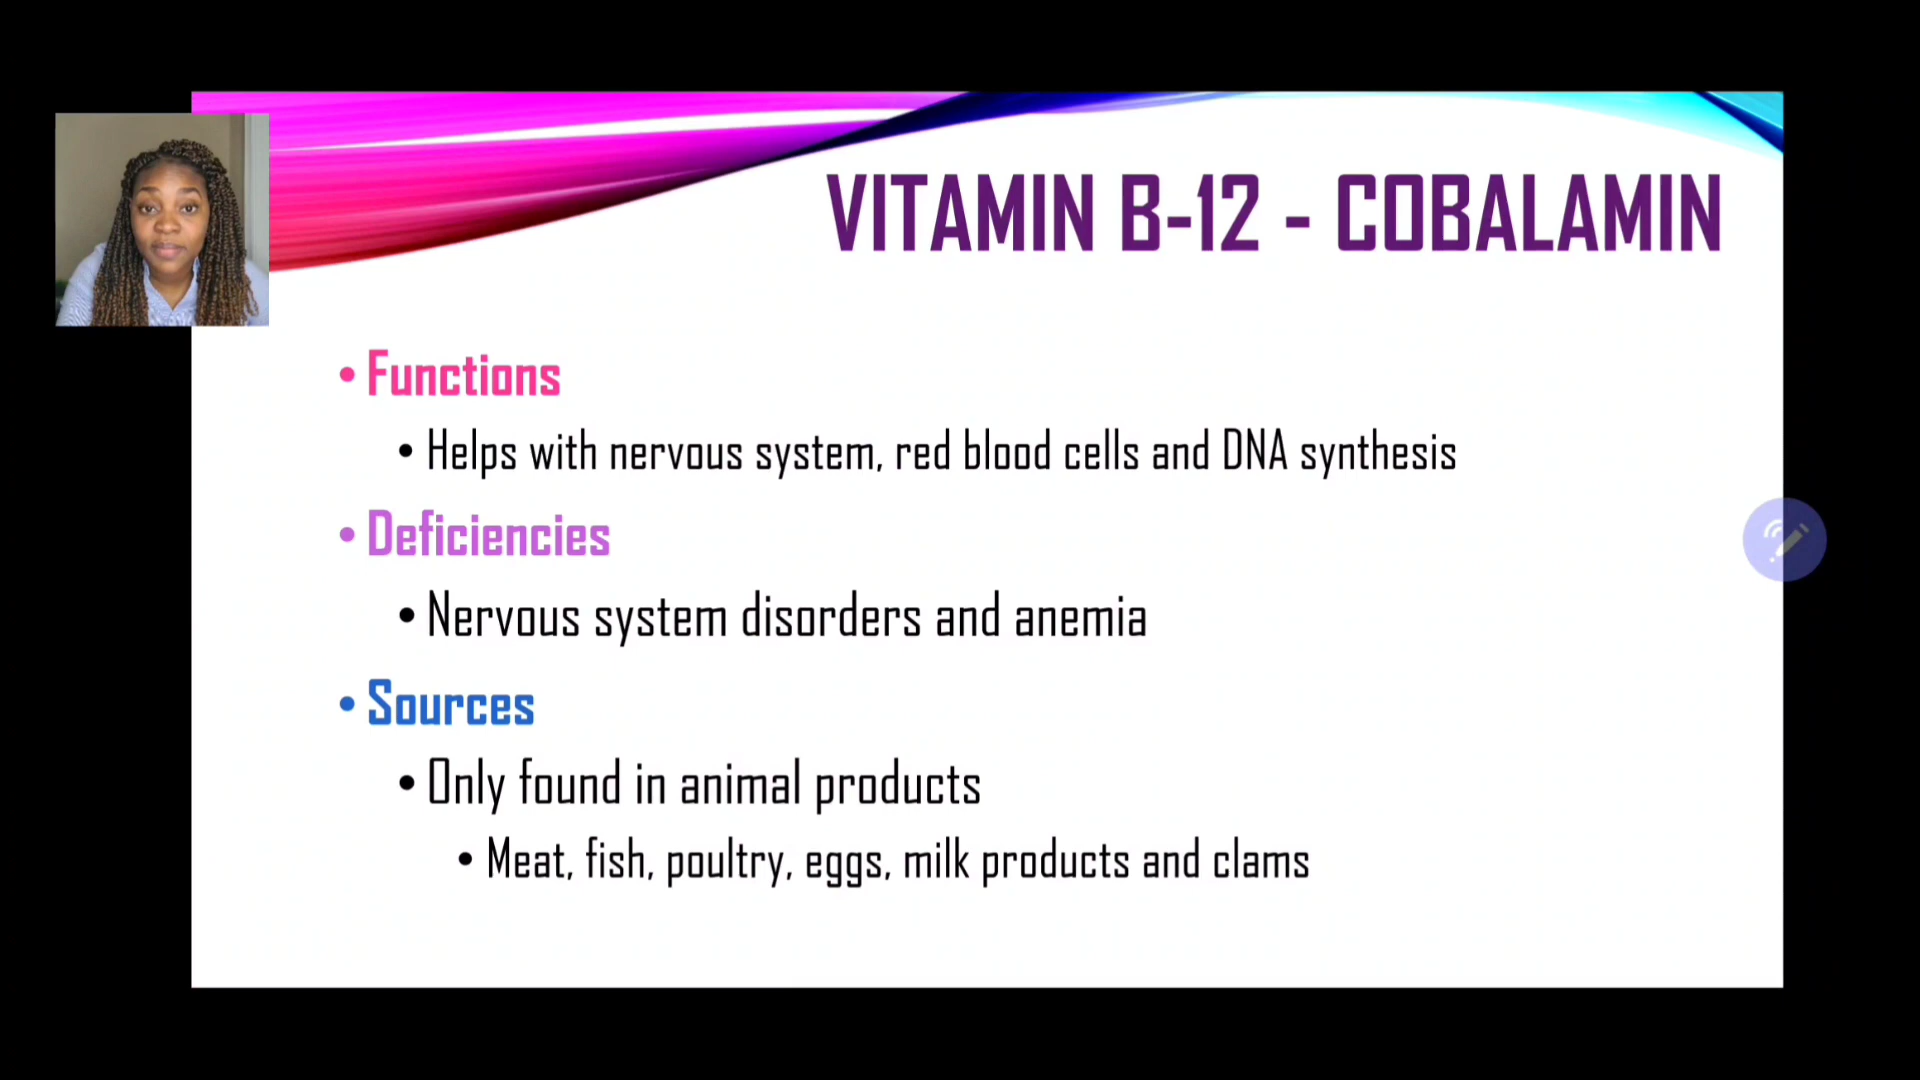 VITAMIN B-12 - COBALAMIN
• Functions
• Helps with nervous system, red blood cells and DNA synthesis
• Deficiencies
• Nervous system disorders and anemia
• Sources
• Only found in animal products
• Meat, fish, poultry, eggs, milk products and clams